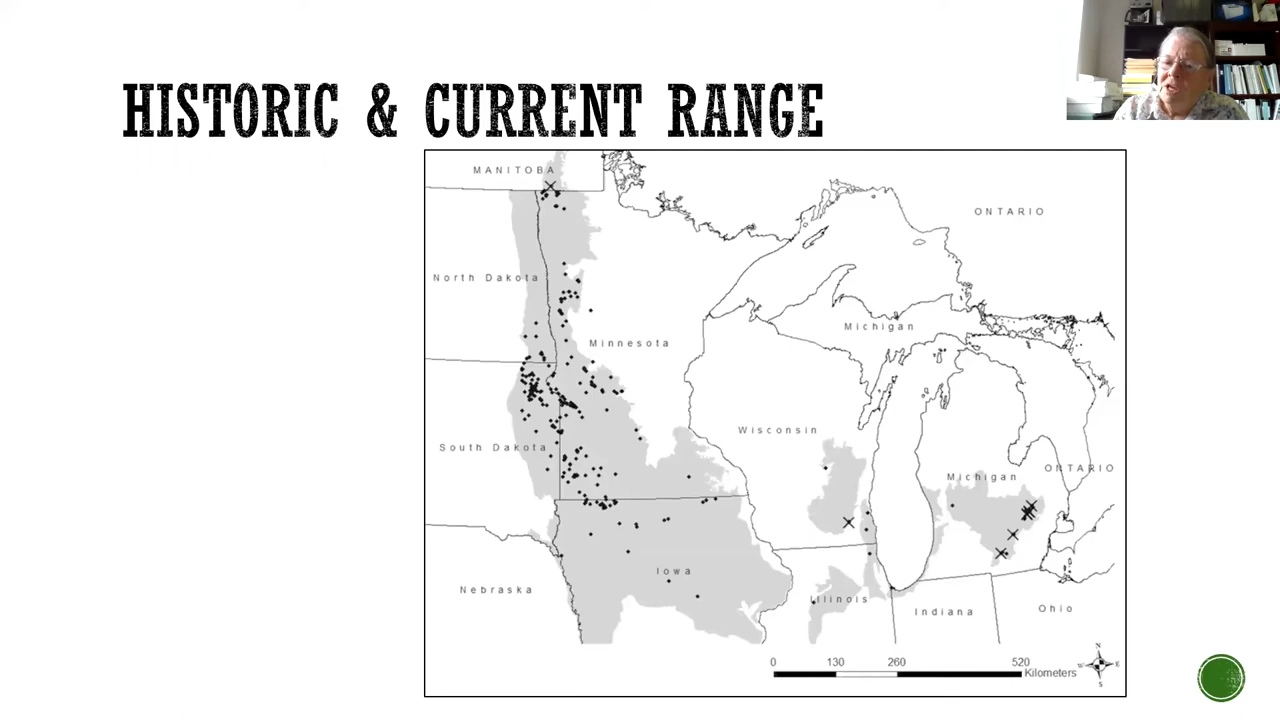 HISTORIC & CURRENT RANGE
MANITOBA
ONTARIO
North Dakota
Michigan
Minnesota
Wisconsin
South Dakota
ONTARIO
Michigan
Iowa
Nebraska
Illinois
Indiana
Ohio
N
W E
S
0 130 260 520
Kilometers